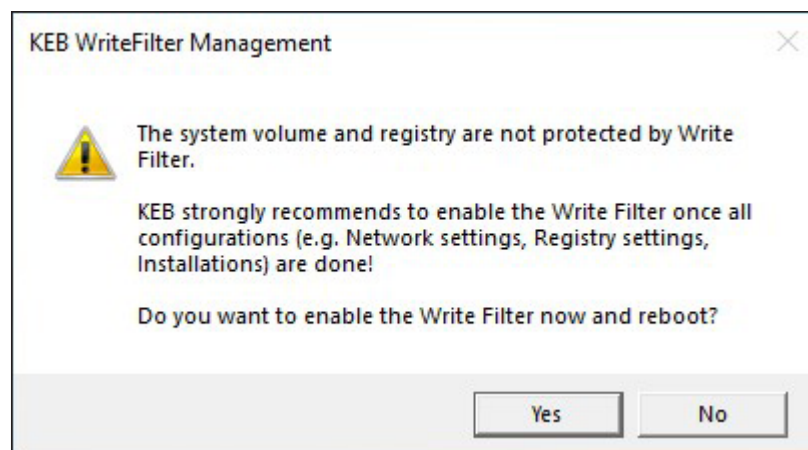 KEB WriteFilter Management
The system volume and registry are not protected by Write
Filter.
KEB strongly recommends to enable the Write Filter once all
configurations (e.g. Network settings, Registry settings,
Installations) are done!
Do you want to enable the Write Filter now and reboot?
Yes No